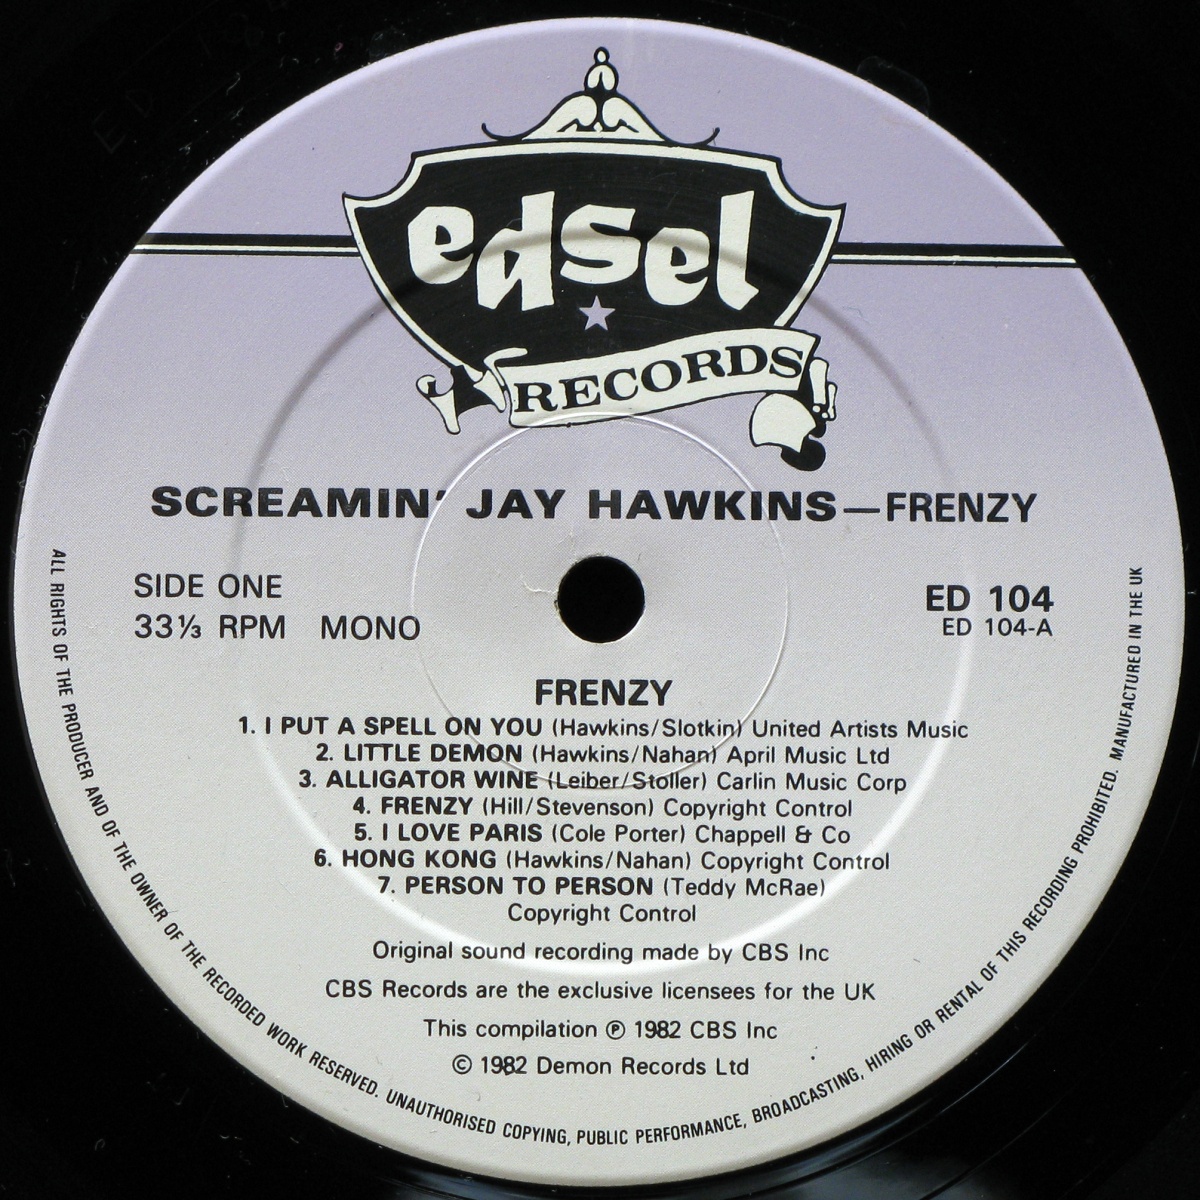 edsel
RECORDS
SCREAMIN' JAY HAWKINS—FRENZY
SIDE ONE
33⅓ RPM MONO
ED 104
ED 104-A
FRENZY
1. I PUT A SPELL ON YOU (Hawkins/Slotkin) United Artists Music
2. LITTLE DEMON (Hawkins/Nahan) April Music Ltd
3. ALLIGATOR WINE (Leiber/Stoller) Carlin Music Corp
4. FRENZY (Hill/Stevenson) Copyright Control
5. I LOVE PARIS (Cole Porter) Chappell & Co
6. HONG KONG (Hawkins/Nahan) Copyright Control
7. PERSON TO PERSON (Teddy McRae)
Copyright Control
Original sound recording made by CBS Inc
CBS Records are the exclusive licensees for the UK
This compilation ℗ 1982 CBS Inc
© 1982 Demon Records Ltd
ALL RIGHTS OF THE PRODUCER AND OF THE OWNER OF THE RECORDED WORK RESERVED. UNAUTHORISED COPYING, PUBLIC PERFORMANCE, BROADCASTING, HIRING OR RENTAL OF THIS RECORDING PROHIBITED. MANUFACTURED IN THE UK